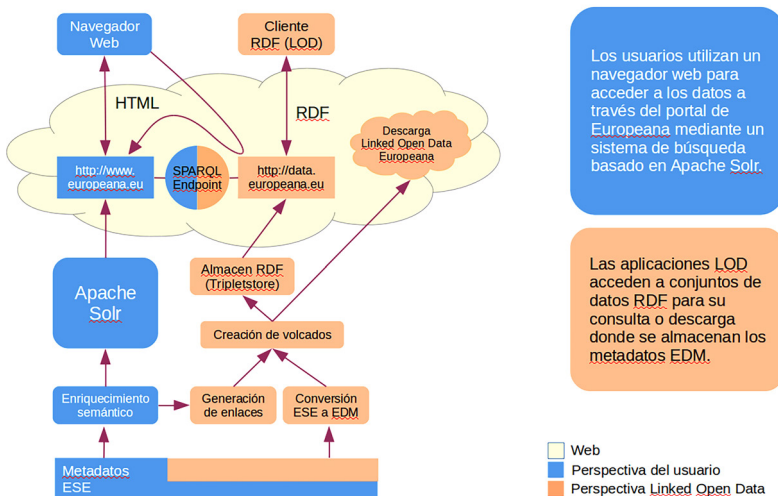 Navegador
Web
Cliente
RDF (LOD)
HTML
RDF
Descarga
Linked Open Data
Europeana
http://www.
europeana.eu
SPARQL
Endpoint
http://data.
europeana.eu
Apache
Solr
Almacen RDF
(Tripletstore)
Creación de volcados
Enriquecimiento
semántico
Generación
de enlaces
Conversión
ESE a EDM
Metadatos
ESE
Los usuarios utilizan un
navegador web para
acceder a los datos a
través del portal de
Europeana mediante un
sistema de búsqueda
basado en Apache Solr.
Las aplicaciones LOD
acceden a conjuntos de
datos RDF para su
consulta o descarga
donde se almacenan los
metadatos EDM.
Web
Perspectiva del usuario
Perspectiva Linked Open Data